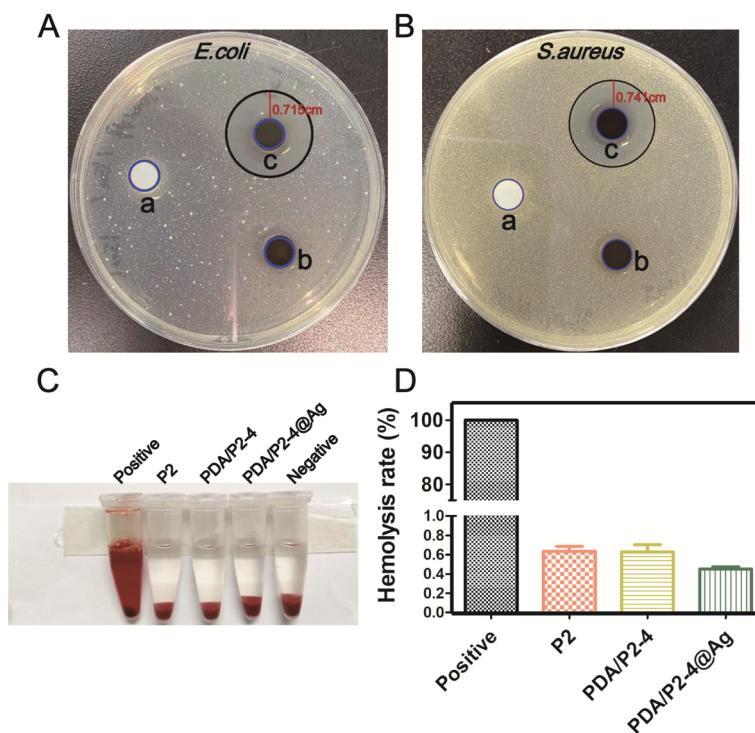 A
E.coli
0.715cm
c
a
b
B
S.aureus
0.741cm
c
a
b
C
Positive
P2
PDA/P2-4
PDA/P2-4@Ag
Negative
D
Hemolysis rate (%)
100
90
80
1.0
0.8
0.6
0.4
0.2
0.0
Positive
P2
PDA/P2-4
PDA/P2-4@Ag